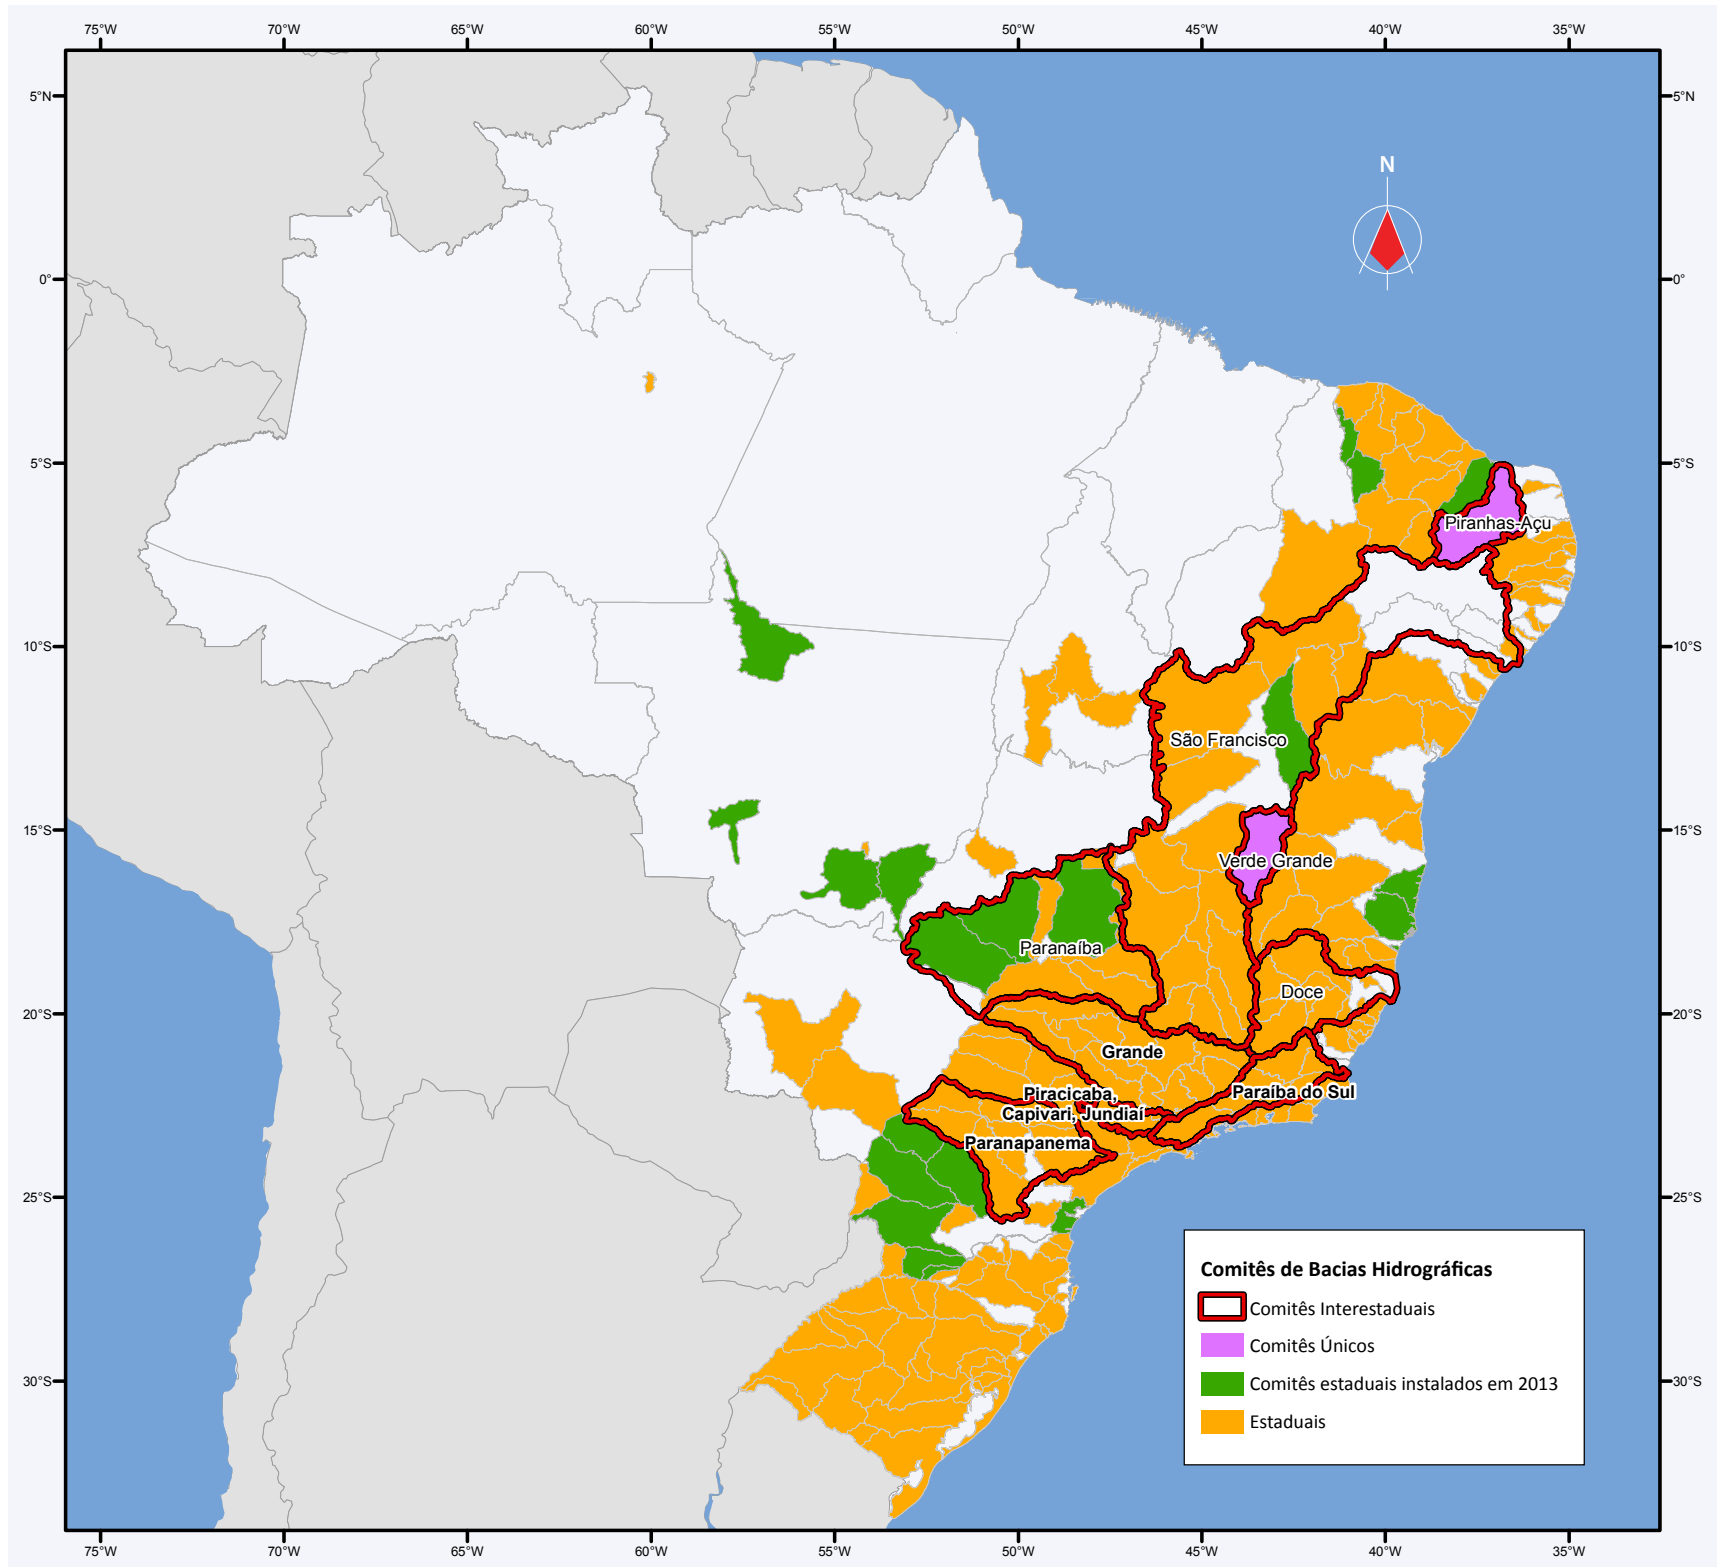 75°W 70°W 65°W 60°W 55°W 50°W 45°W 40°W 35°W
5°N 5°N
N
0° 0°
5°S 5°S
Piranhas-Açu
10°S 10°S
São Francisco
15°S 15°S
Verde Grande
Paranaíba
Doce
20°S 20°S
Grande
Piracicaba,
Capivari, Jundiaí
Paraíba do Sul
Paranapanema
25°S 25°S
Comitês de Bacias Hidrográficas
Comitês Interestaduais
Comitês Únicos
Comitês estaduais instalados em 2013
Estaduais
30°S 30°S
75°W 70°W 65°W 60°W 55°W 50°W 45°W 40°W 35°W